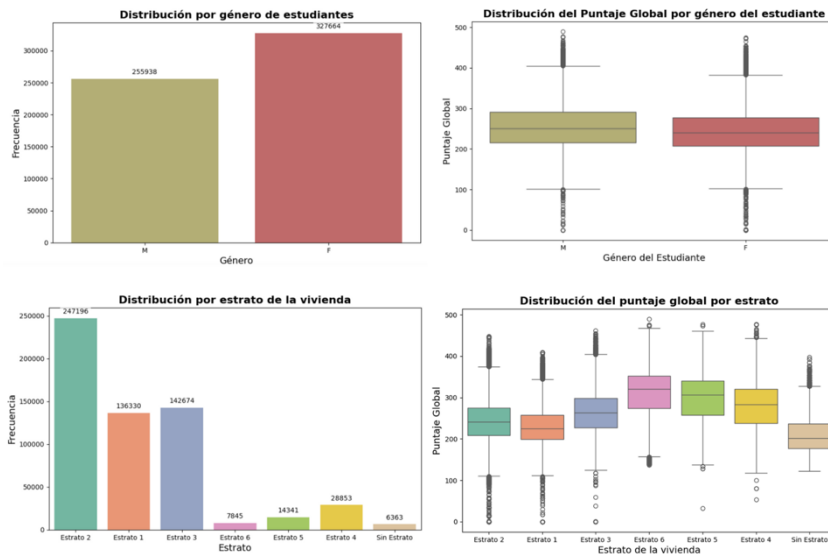 Distribución por género de estudiantes
327664
300000
255938
250000
200000
150000
100000
50000
0
Frecuencia
M
F
Género
Distribución del Puntaje Global por género del estudiante
500
400
300
200
100
0
Puntaje Global
M
F
Género del Estudiante
Distribución por estrato de la vivienda
247196
250000
200000
150000
100000
50000
0
Frecuencia
136330
142674
7845
14341
28853
6363
Estrato 2
Estrato 1
Estrato 3
Estrato 6
Estrato 5
Estrato 4
Sin Estrato
Estrato
Distribución del puntaje global por estrato
500
400
300
200
100
0
Puntaje Global
Estrato 2
Estrato 1
Estrato 3
Estrato 6
Estrato 5
Estrato 4
Sin Estrato
Estrato de la vivienda